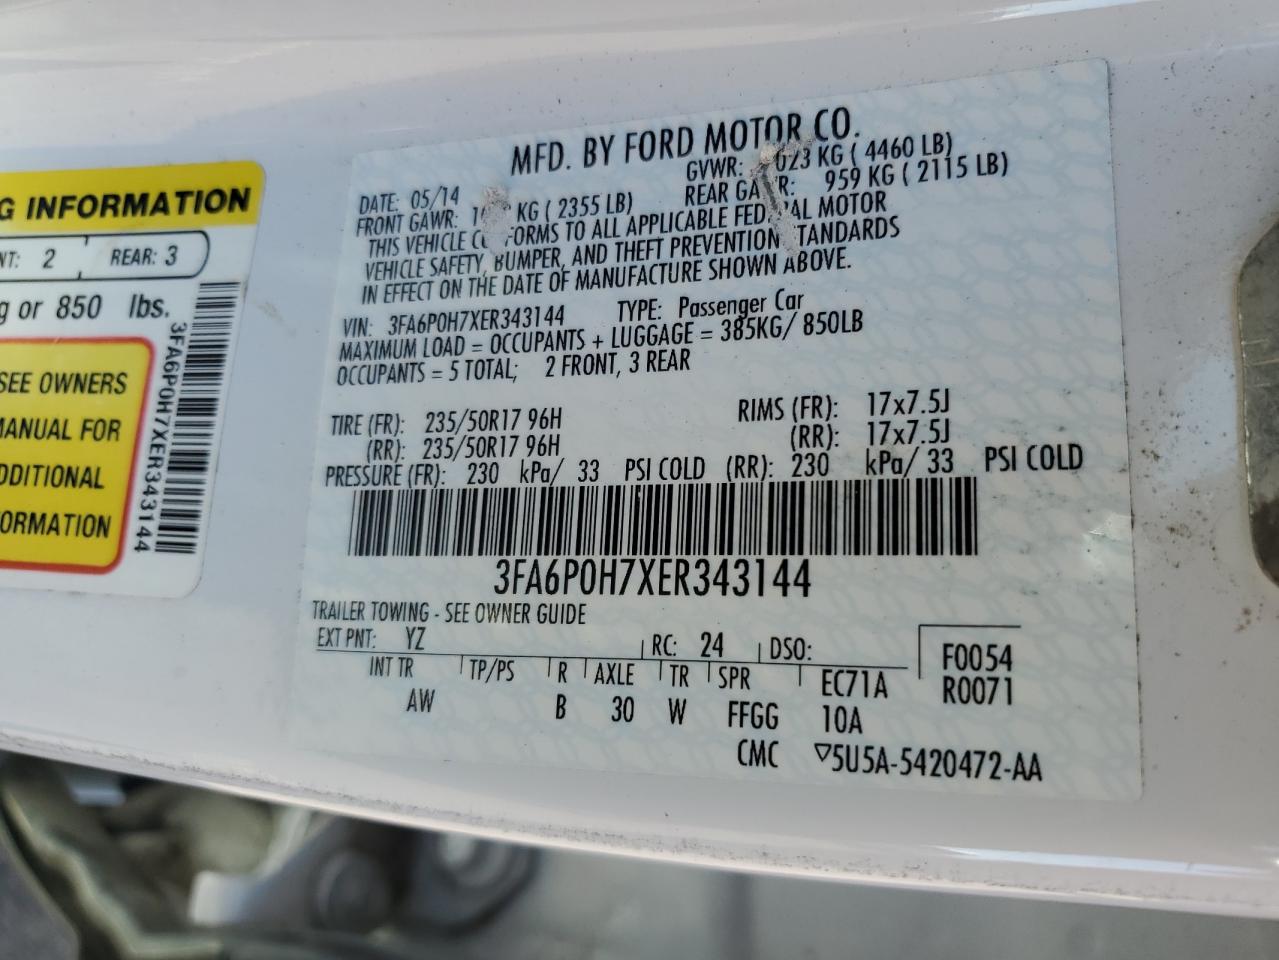 G INFORMATION
NT: 2 REAR: 3
g or 850 lbs.
SEE OWNERS
MANUAL FOR
ADDITIONAL
INFORMATION
3FA6P0H7XER343144
MFD. BY FORD MOTOR CO.
DATE: 05/14 GVWR: 023 KG ( 4460 LB)
FRONT GAWR: KG ( 2355 LB) REAR GAWR: 959 KG ( 2115 LB)
THIS VEHICLE CONFORMS TO ALL APPLICABLE FEDERAL MOTOR
VEHICLE SAFETY, BUMPER, AND THEFT PREVENTION STANDARDS
IN EFFECT ON THE DATE OF MANUFACTURE SHOWN ABOVE.
VIN: 3FA6P0H7XER343144 TYPE: Passenger Car
MAXIMUM LOAD = OCCUPANTS + LUGGAGE = 385KG/ 850LB
OCCUPANTS = 5 TOTAL; 2 FRONT, 3 REAR
TIRE (FR): 235/50R17 96H RIMS (FR): 17x7.5J
(RR): 235/50R17 96H (RR): 17x7.5J
PRESSURE (FR): 230 kPa/ 33 PSI COLD (RR): 230 kPa/ 33 PSI COLD
3FA6P0H7XER343144
TRAILER TOWING - SEE OWNER GUIDE
EXT PNT: YZ RC: 24 DSO: F0054
INT TR TP/PS R AXLE TR SPR EC71A R0071
AW B 30 W FFGG 10A
CMC ▽5U5A-5420472-AA